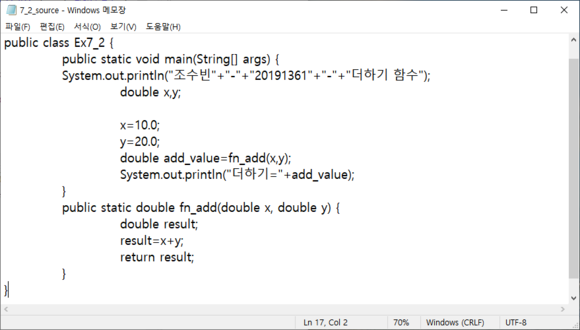 7_2_source - Windows 메모장
파일(F) 편집(E) 서식(O) 보기(V) 도움말(H)
public class Ex7_2 {
public static void main(String[] args) {
System.out.println("조수빈"+"-"+"20191361"+"-"+"더하기 함수");
double x,y;
x=10.0;
y=20.0;
double add_value=fn_add(x,y);
System.out.println("더하기="+add_value);
}
public static double fn_add(double x, double y) {
double result;
result=x+y;
return result;
}
}
Ln 17, Col 2 70% Windows (CRLF) UTF-8